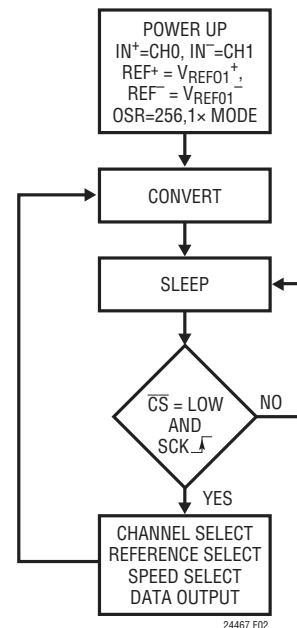 POWER UP
IN⁺=CH0, IN⁻=CH1
REF⁺ = VREF01⁺,
REF⁻ = VREF01⁻
OSR=256,1× MODE
CONVERT
SLEEP
C̅S̅ = LOW
AND
SCK
NO
YES
CHANNEL SELECT
REFERENCE SELECT
SPEED SELECT
DATA OUTPUT
24467 F02